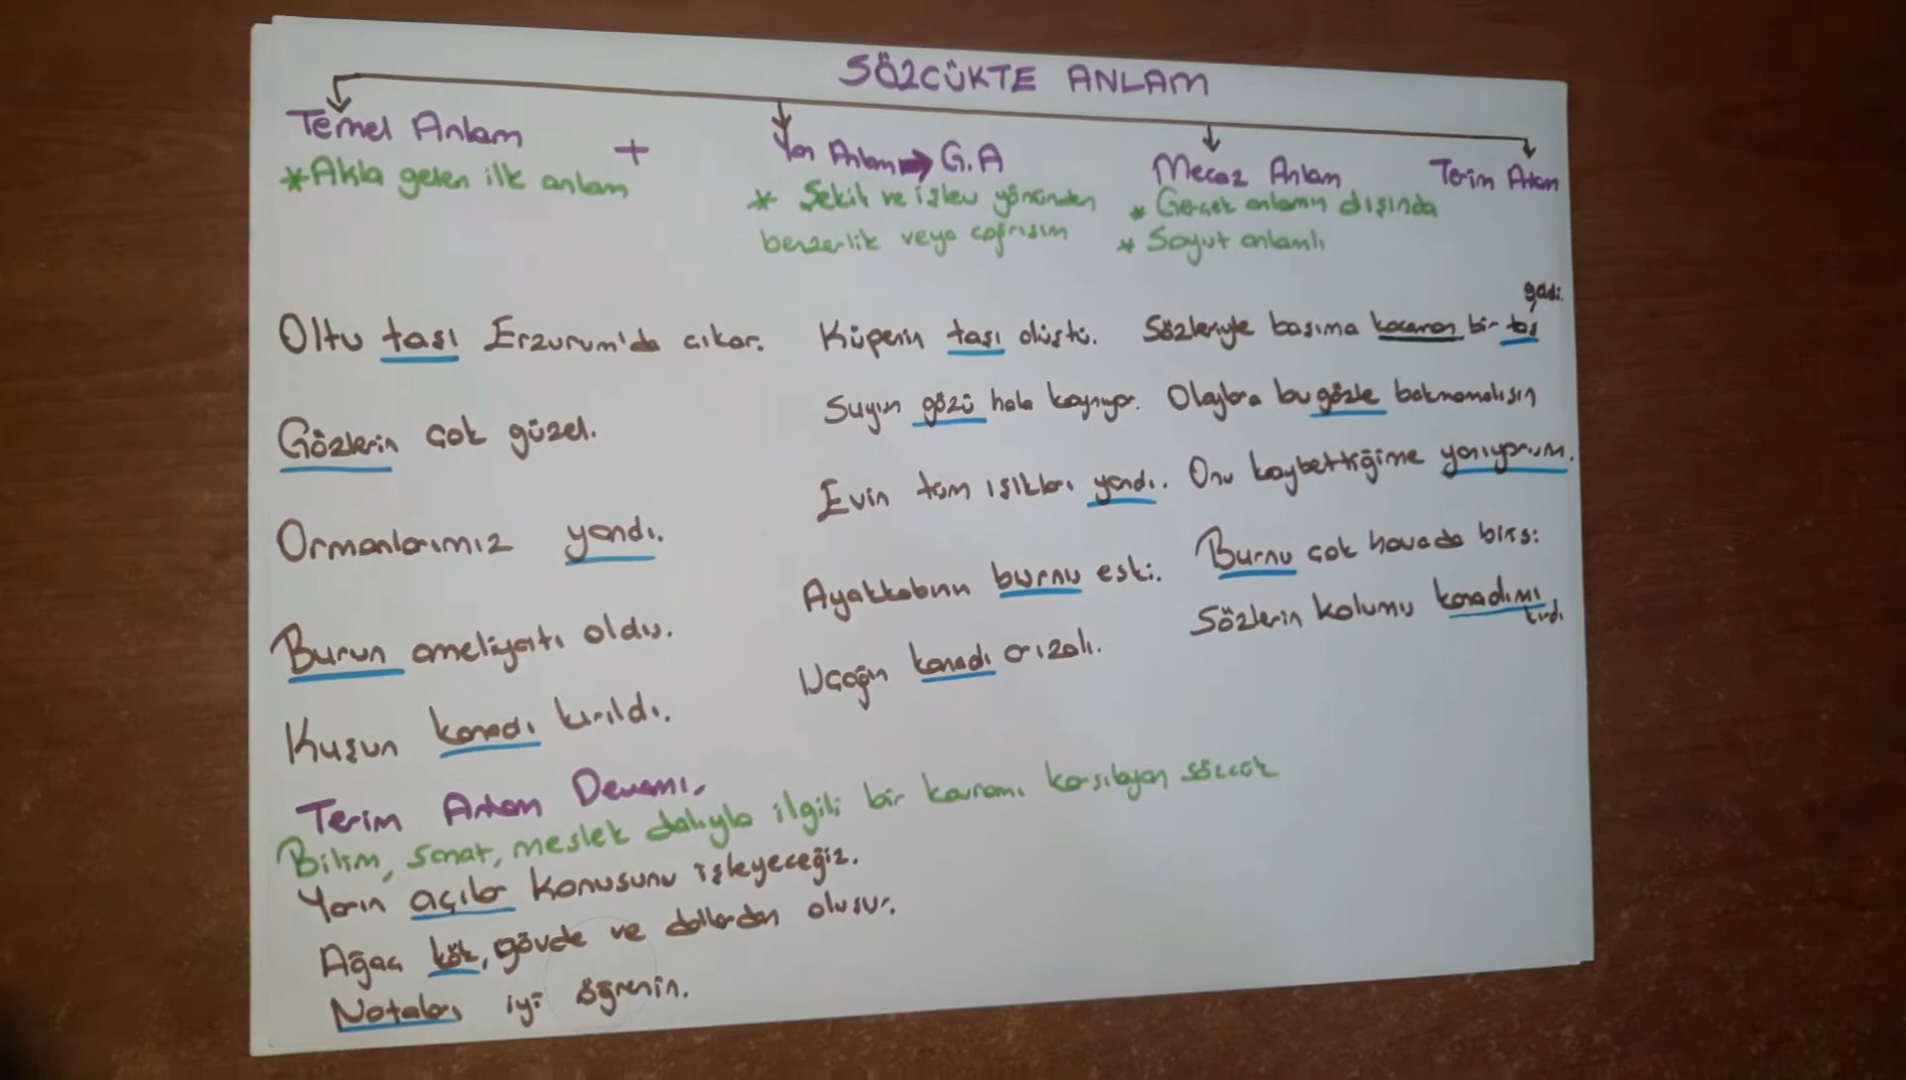 SÖZCÜKTE ANLAM
Temel Anlam
*Akla gelen ilk anlam
+
Yan Anlam → G.A
* Şekil ve işlev yönünden
benzerlik veya çağrışım
Mecaz Anlam
* Gerçek anlamın dışında
* Soyut anlamlı
Terim Anlam
Oltu taşı Erzurum'da çıkar.
Gözlerin çok güzel.
Ormanlarımız yandı.
Burun ameliyatı oldu.
Kuşun kanadı kırıldı.
Küpenin taşı düştü.
Suyun gözü hala kaynıyor.
Evin tüm ışıkları yandı.
Ayakkabının burnu eski.
Uçağın kanadı arızalı.
Sözleriyle başıma kocaman bir taş
Olaylara bu gözle bakmamalısın
Onu kaybettiğime yanıyorum.
Burnu çok havada birisi
Sözlerin kolumu kanadımı
kırdı.
Terim Anlam Devamı,
Bilim, sanat, meslek dalıyla ilgili bir kavramı karşılayan sözcük
Yarın açılar konusunu işleyeceğiz.
Ağaç kök, gövde ve dallardan oluşur.
Notaları iyi öğrenin.